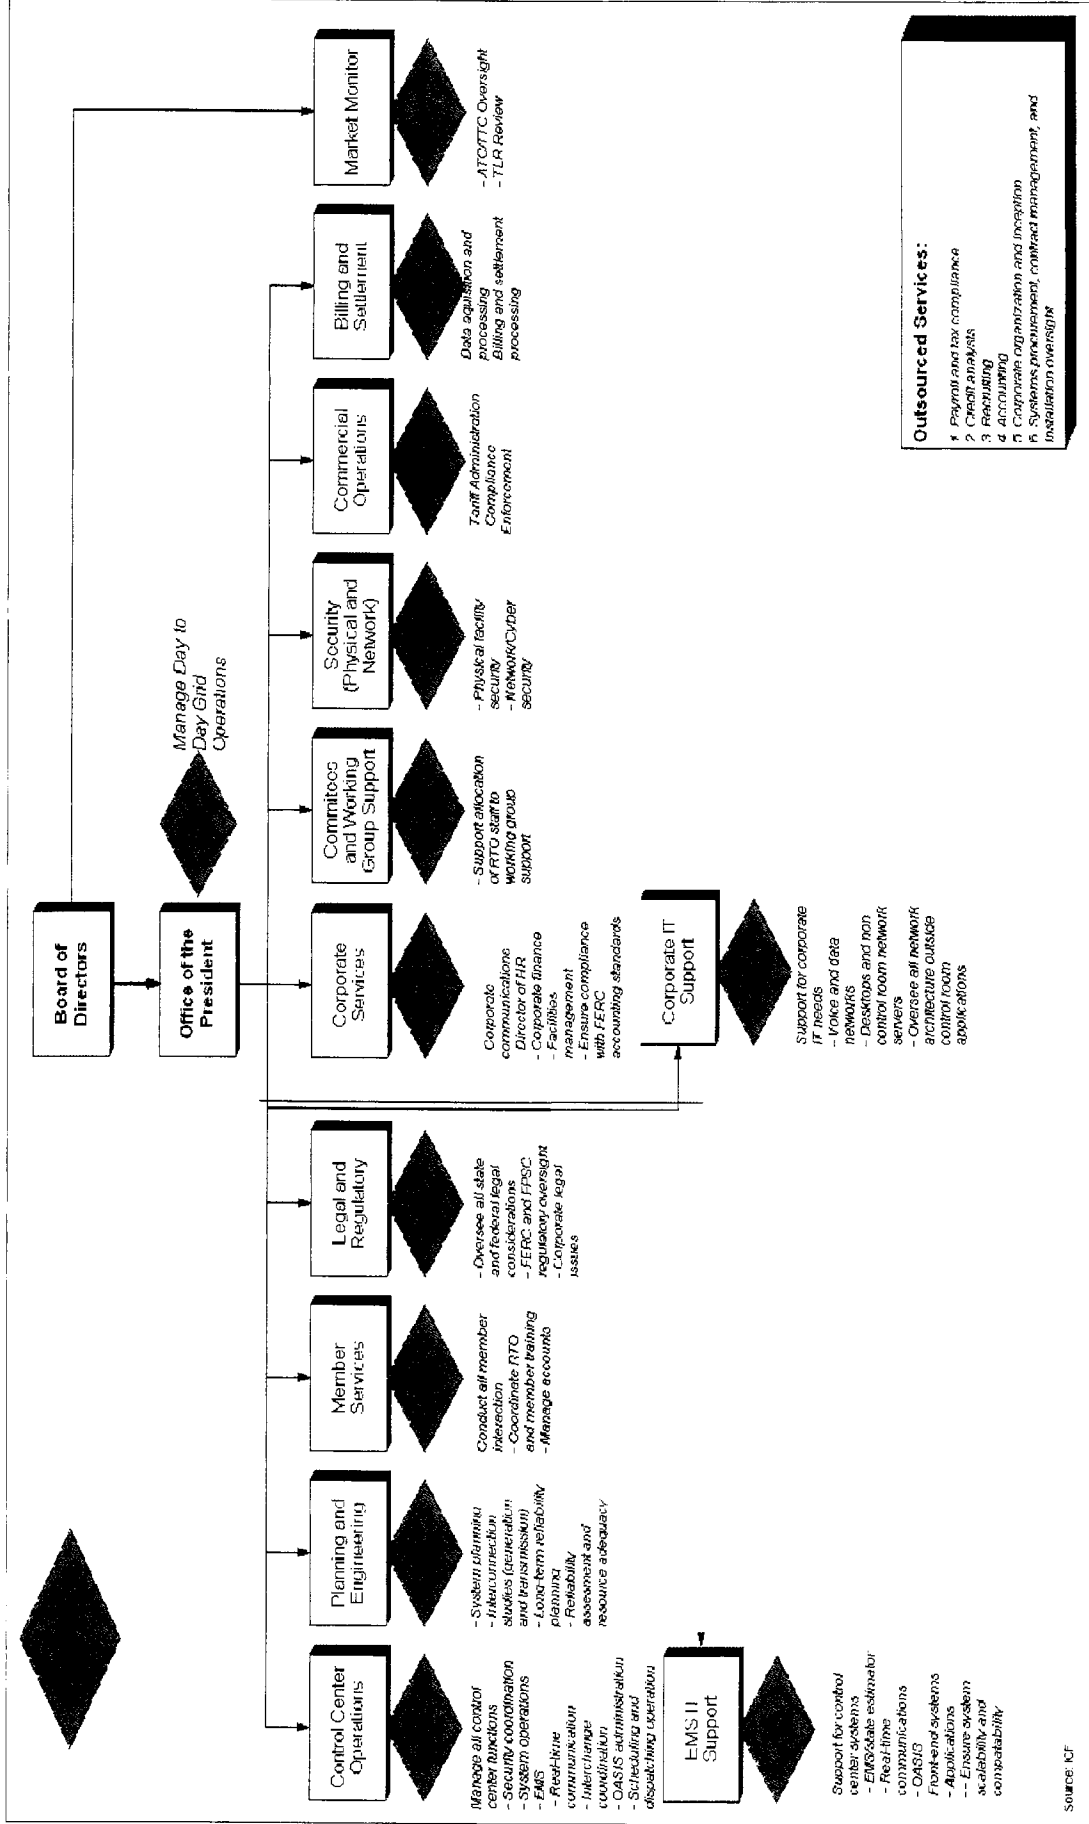 Board of
Directors
Office of the
President
Manage Day to
Day Grid
Operations
Control Center
Operations
Manage all control
center functions
- Security coordination
- System operations
- EMS
- Real-time
communication
- Interchange
coordination
- OASIS administration
- Scheduling and
dispatching operation
Planning and
Engineering
- System planning
- Interconnection
studies (generation
and transmission)
- Long-term reliability
planning
- Reliability
assesment and
resource adequacy
Member
Services
Conduct all member
interaction
- Coordinate RTO
and member training
- Manage accounts
Legal and
Regulatory
- Oversee all state
and federal legal
considerations
- FERC and FPSC
regulatory oversight
- Corporate legal
issues
Corporate
Services
Corporate
communications
Director of HR
- Corporate finance
- Facilities
management
- Ensure compliance
with FERC
accounting standards
Commitees
and Working
Group Support
- Support allocation
of RTO staff to
working group
support
Security
(Physical and
Network)
- Physical facility
security
- Network/Cyber
security
Commercial
Operations
Tariff Administration
Compliance
Enforcement
Billing and
Settlement
Data aquisition and
processing
Billing and settlement
processing
Market Monitor
- ATC/TTC Oversight
- TLR Review
EMS IT
Support
Support for control
center systems
- EMS/state estimator
- Real-time
communications
- OASIS
Front-end systems
- Applications
-- Ensure system
scalability and
compatability
Corporate IT
Support
Support for corporate
IT needs
- Voice and data
networks
- Desktops and non
control room network
servers
- Oversee all network
architecture outside
control room
applications
Outsourced Services:
1 Payroll and tax compliance
2 Credit analysis
3 Recruiting
4 Accounting
5 Corporate organization and inception
6 Systems procurement, contract management, and
installation oversight
Source: ICF